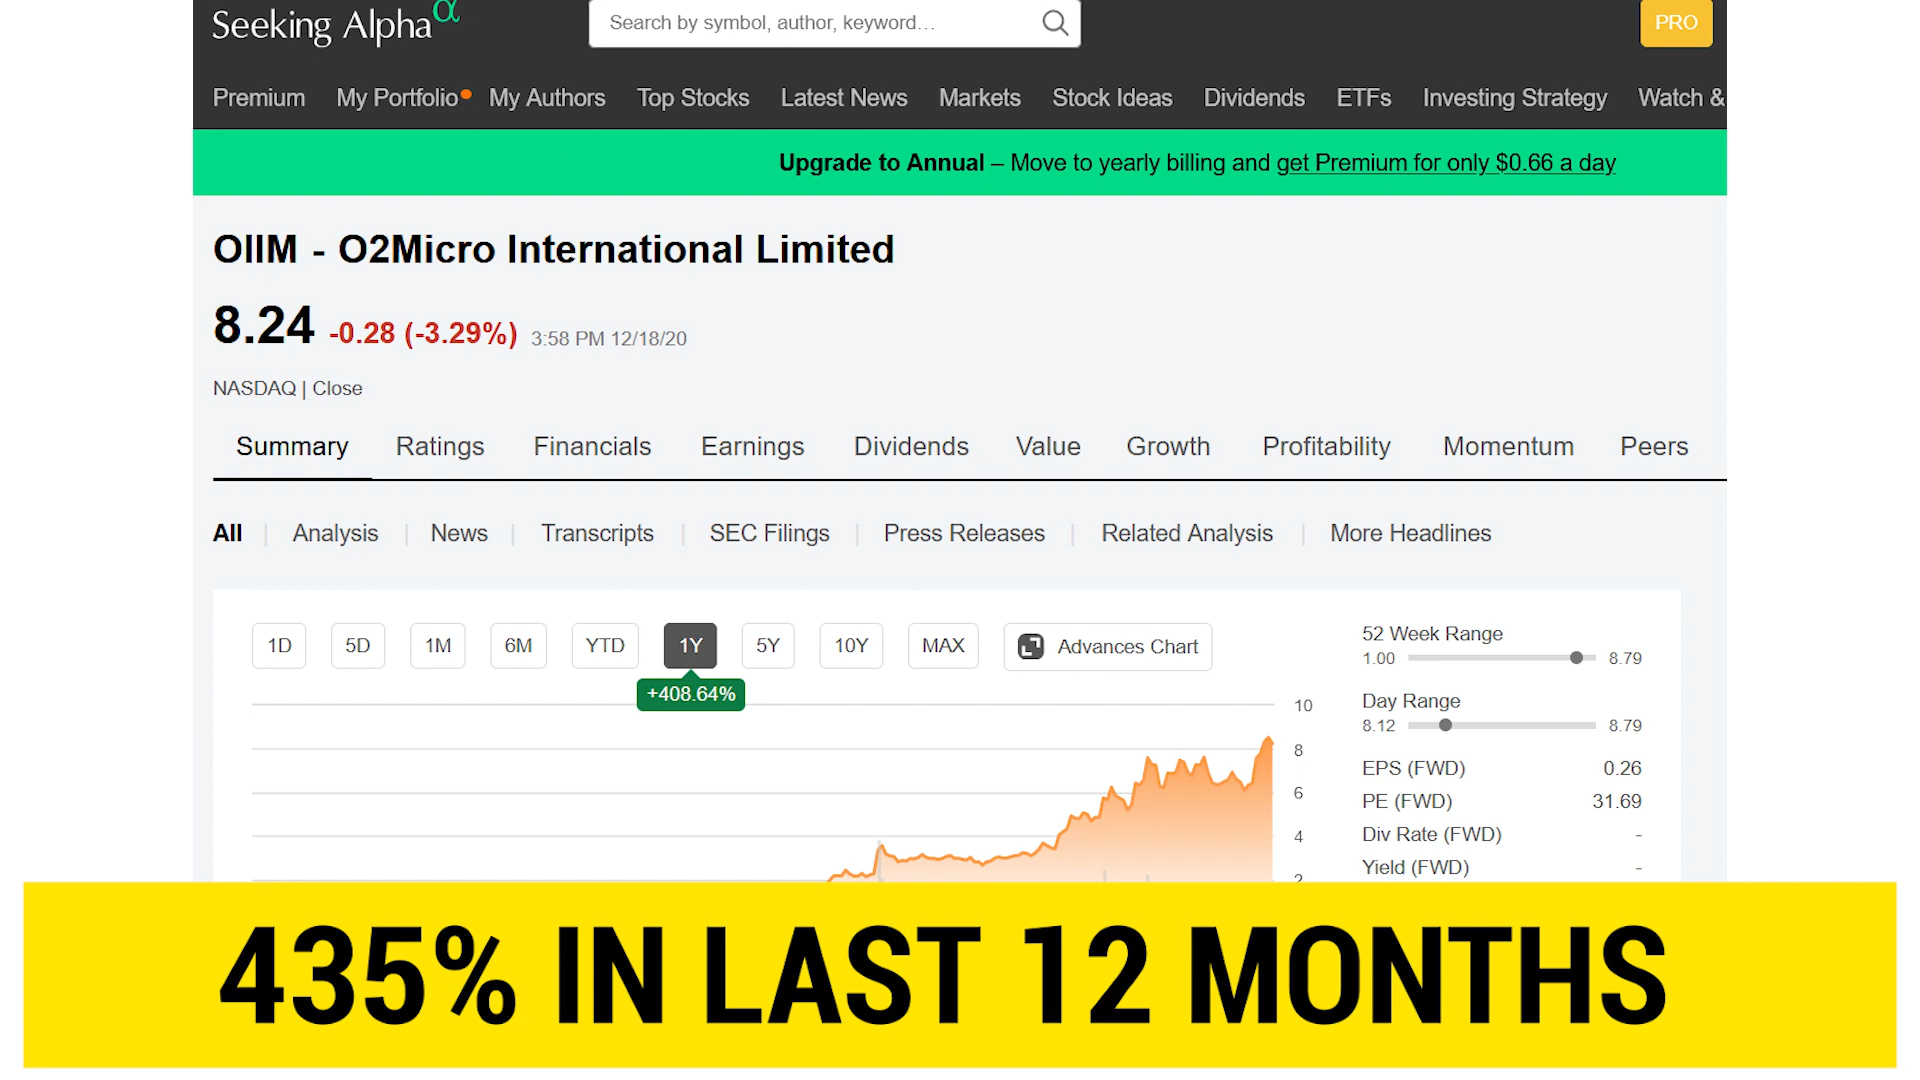 Seeking Alpha α
Search by symbol, author, keyword...
PRO
Premium My Portfolio My Authors Top Stocks Latest News Markets Stock Ideas Dividends ETFs Investing Strategy Watch &
Upgrade to Annual – Move to yearly billing and get Premium for only $0.66 a day
OIIM - O2Micro International Limited
8.24 -0.28 (-3.29%) 3:58 PM 12/18/20
NASDAQ | Close
Summary Ratings Financials Earnings Dividends Value Growth Profitability Momentum Peers
All | Analysis | News | Transcripts | SEC Filings | Press Releases | Related Analysis | More Headlines
1D 5D 1M 6M YTD 1Y 5Y 10Y MAX Advances Chart
+408.64%
10
8
6
4
2
52 Week Range
1.00 8.79
Day Range
8.12 8.79
EPS (FWD) 0.26
PE (FWD) 31.69
Div Rate (FWD) -
Yield (FWD) -
435% IN LAST 12 MONTHS